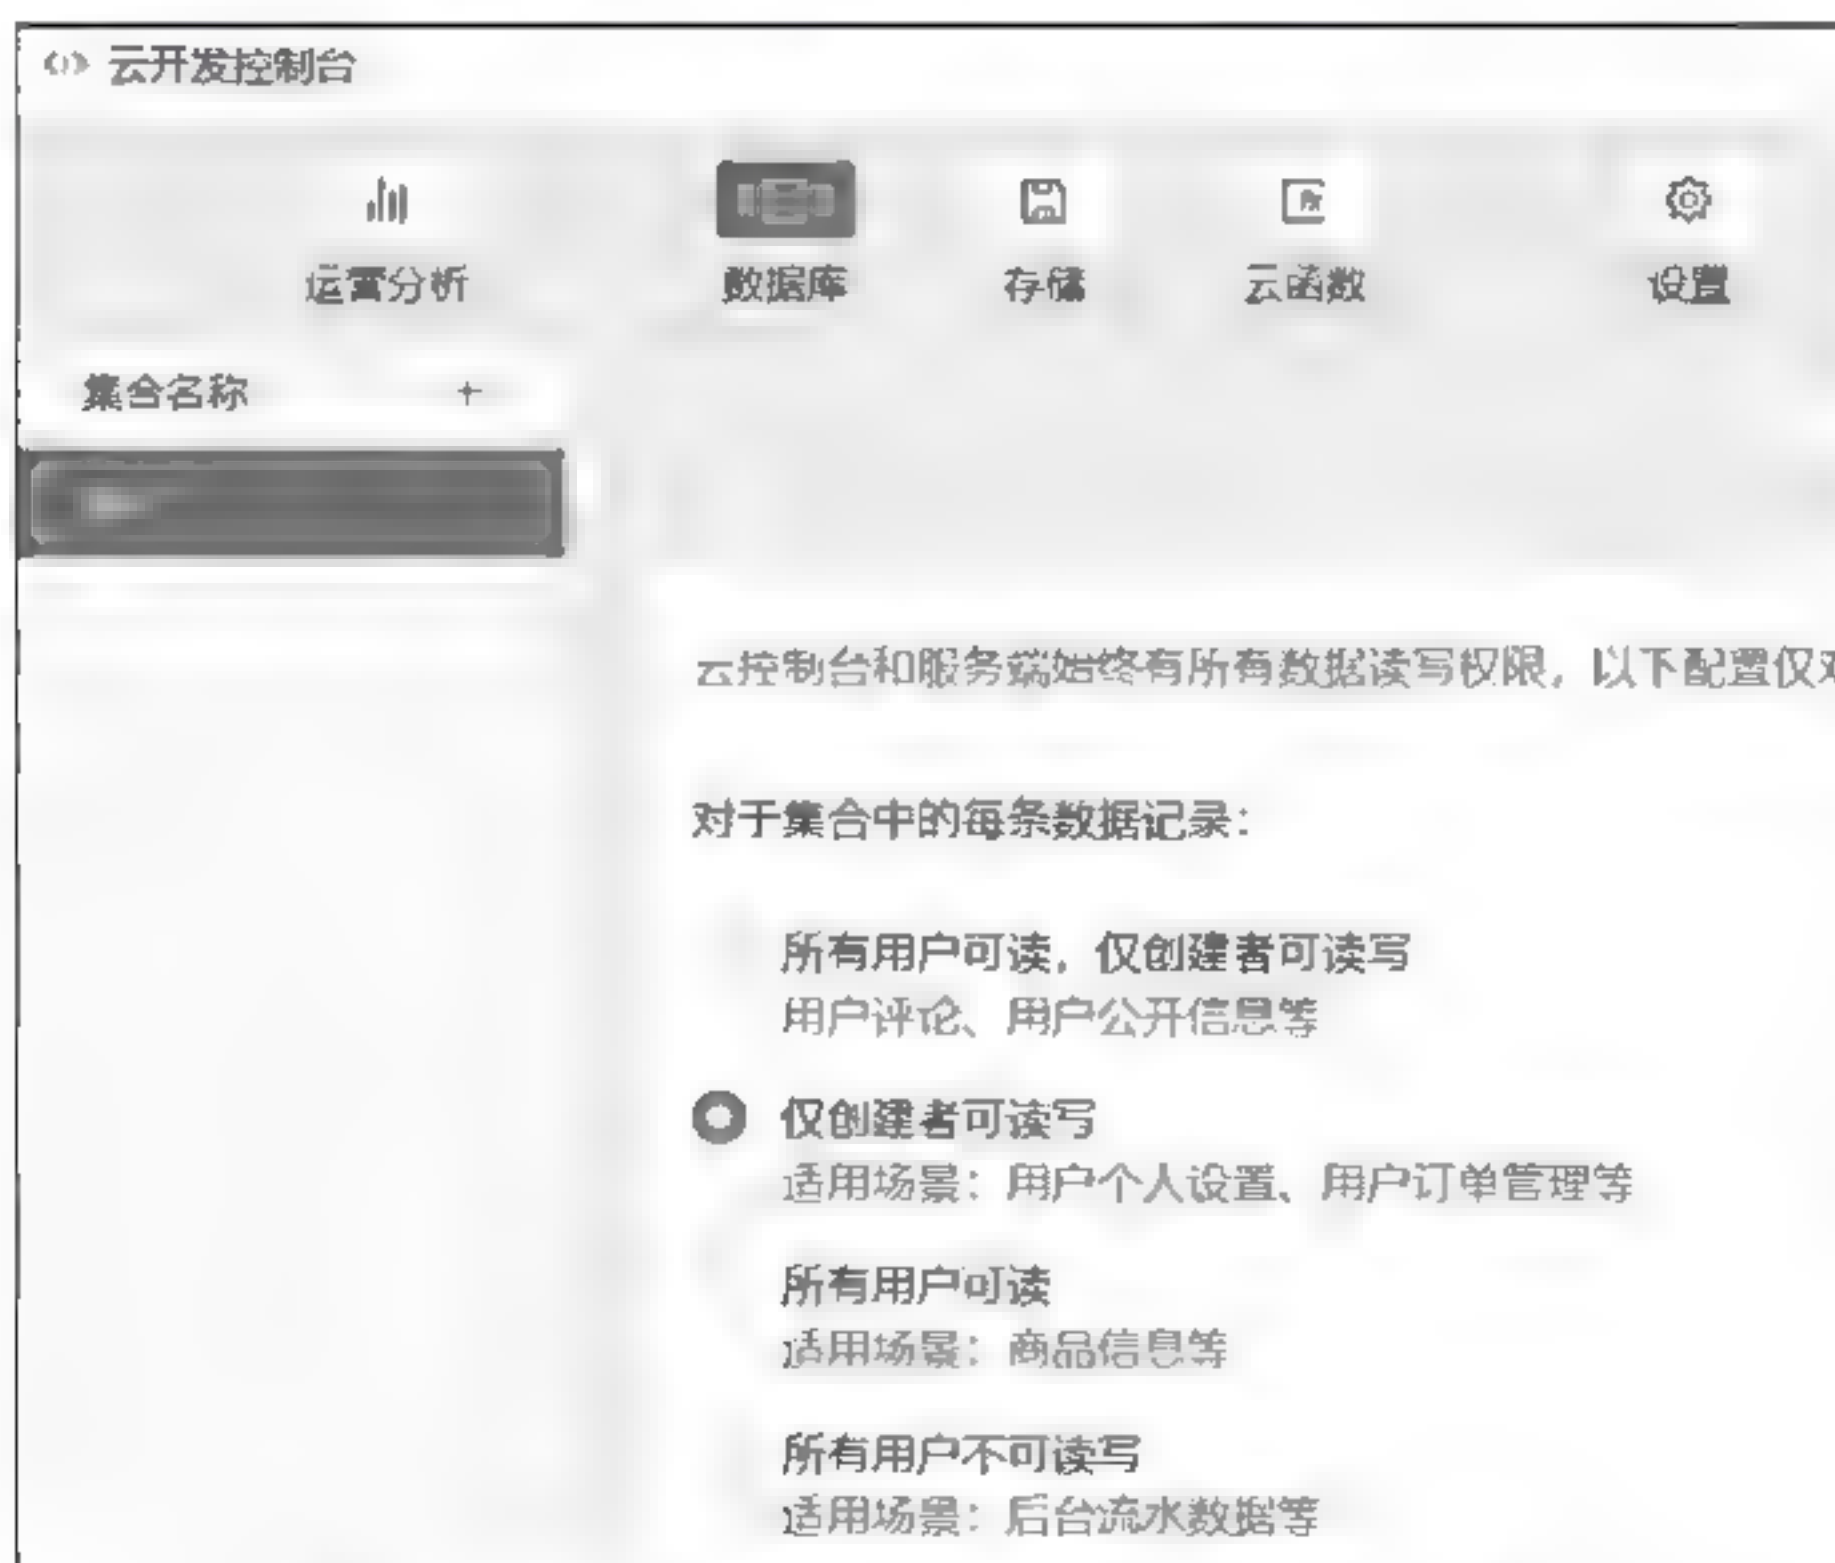 云开发控制台
运营分析 数据库 存储 云函数 设置
集合名称 +
云控制台和服务端始终有所有数据读写权限，以下配置仅对
对于集合中的每条数据记录：
所有用户可读，仅创建者可读写
用户评论、用户公开信息等
仅创建者可读写
适用场景：用户个人设置、用户订单管理等
所有用户可读
适用场景：商品信息等
所有用户不可读写
适用场景：后台流水数据等